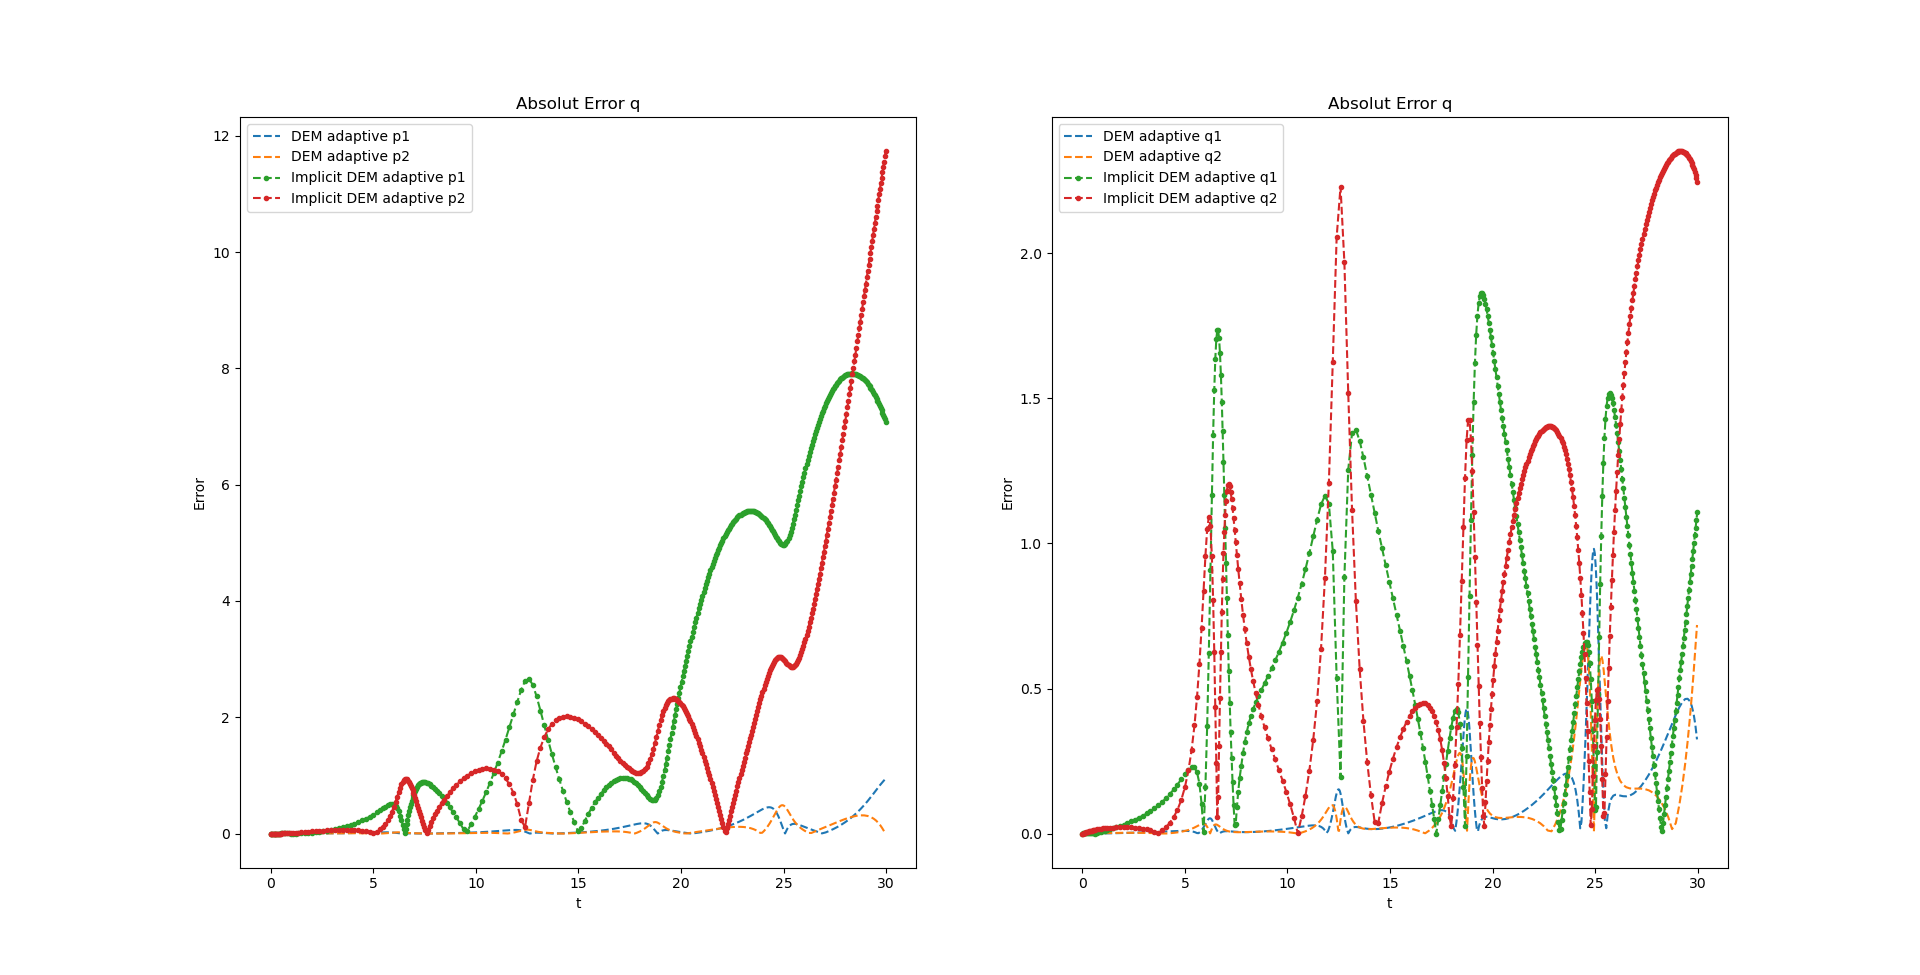 Absolut Error q
DEM adaptive p1
DEM adaptive p2
Implicit DEM adaptive p1
Implicit DEM adaptive p2
12
10
8
6
4
2
0
Error
0 5 10 15 20 25 30
t
Absolut Error q
DEM adaptive q1
DEM adaptive q2
Implicit DEM adaptive q1
Implicit DEM adaptive q2
2.0
1.5
1.0
0.5
0.0
Error
0 5 10 15 20 25 30
t